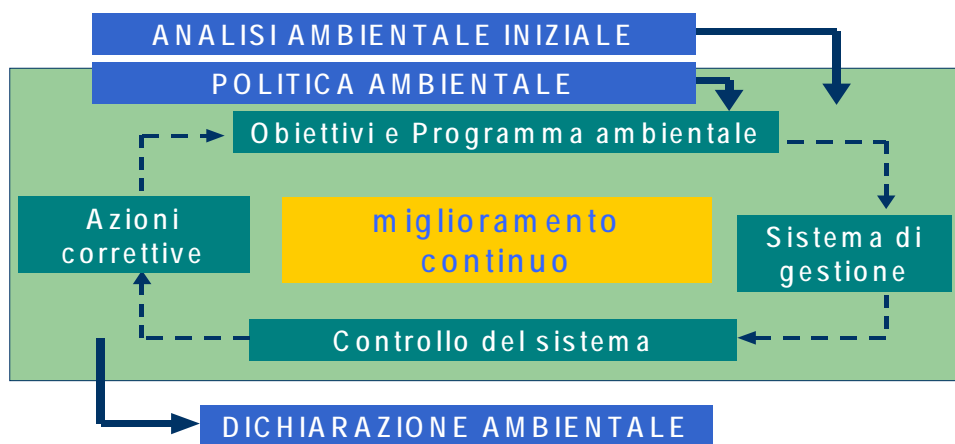 ANALISI AMBIENTALE INIZIALE
POLITICA AMBIENTALE
Obiettivi e Programma ambientale
Azioni
correttive
miglioramento
continuo
Sistema di
gestione
Controllo del sistema
DICHIARAZIONE AMBIENTALE